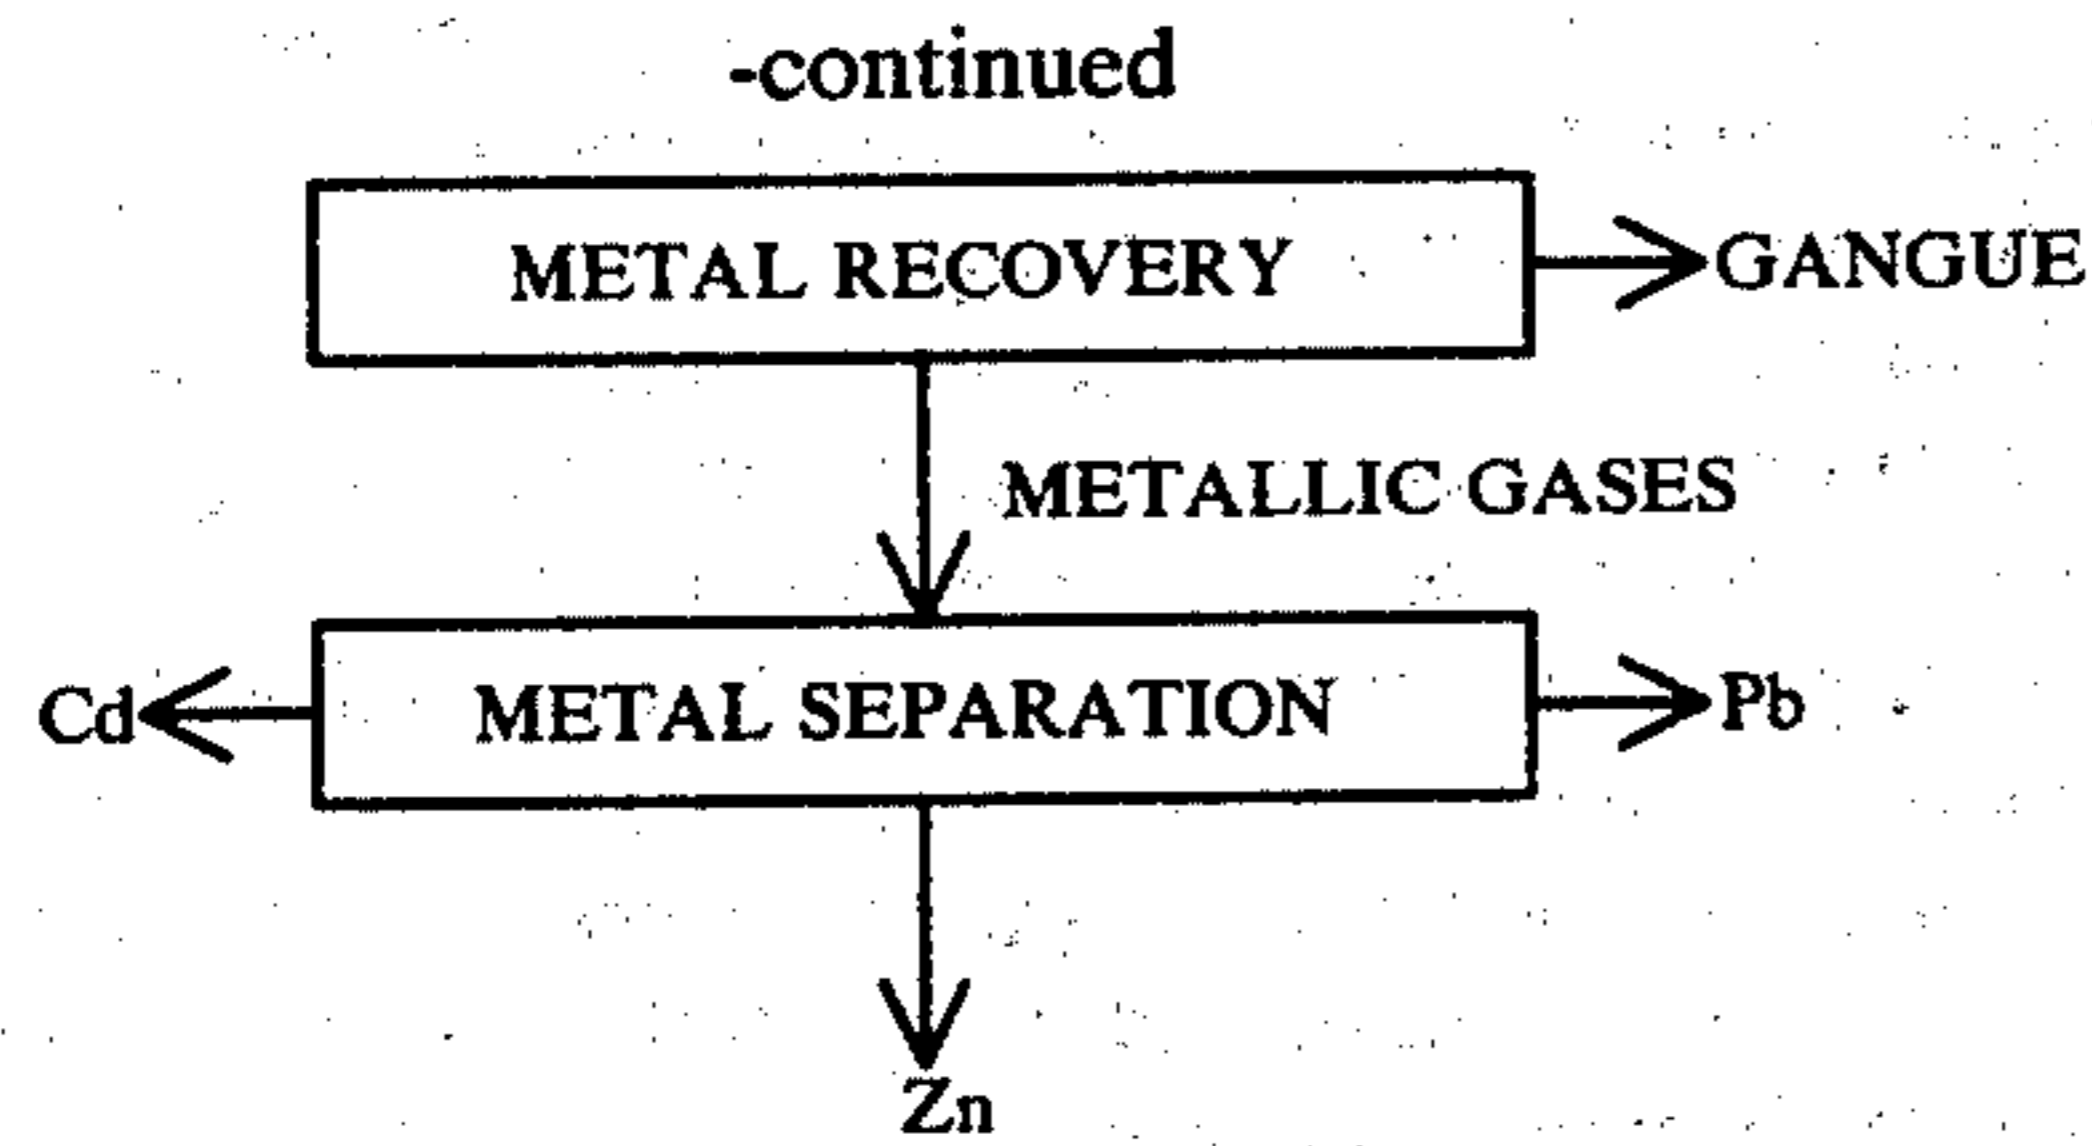 -continued
METAL RECOVERY
GANGUE
METALLIC GASES
Cd
METAL SEPARATION
Pb
Zn